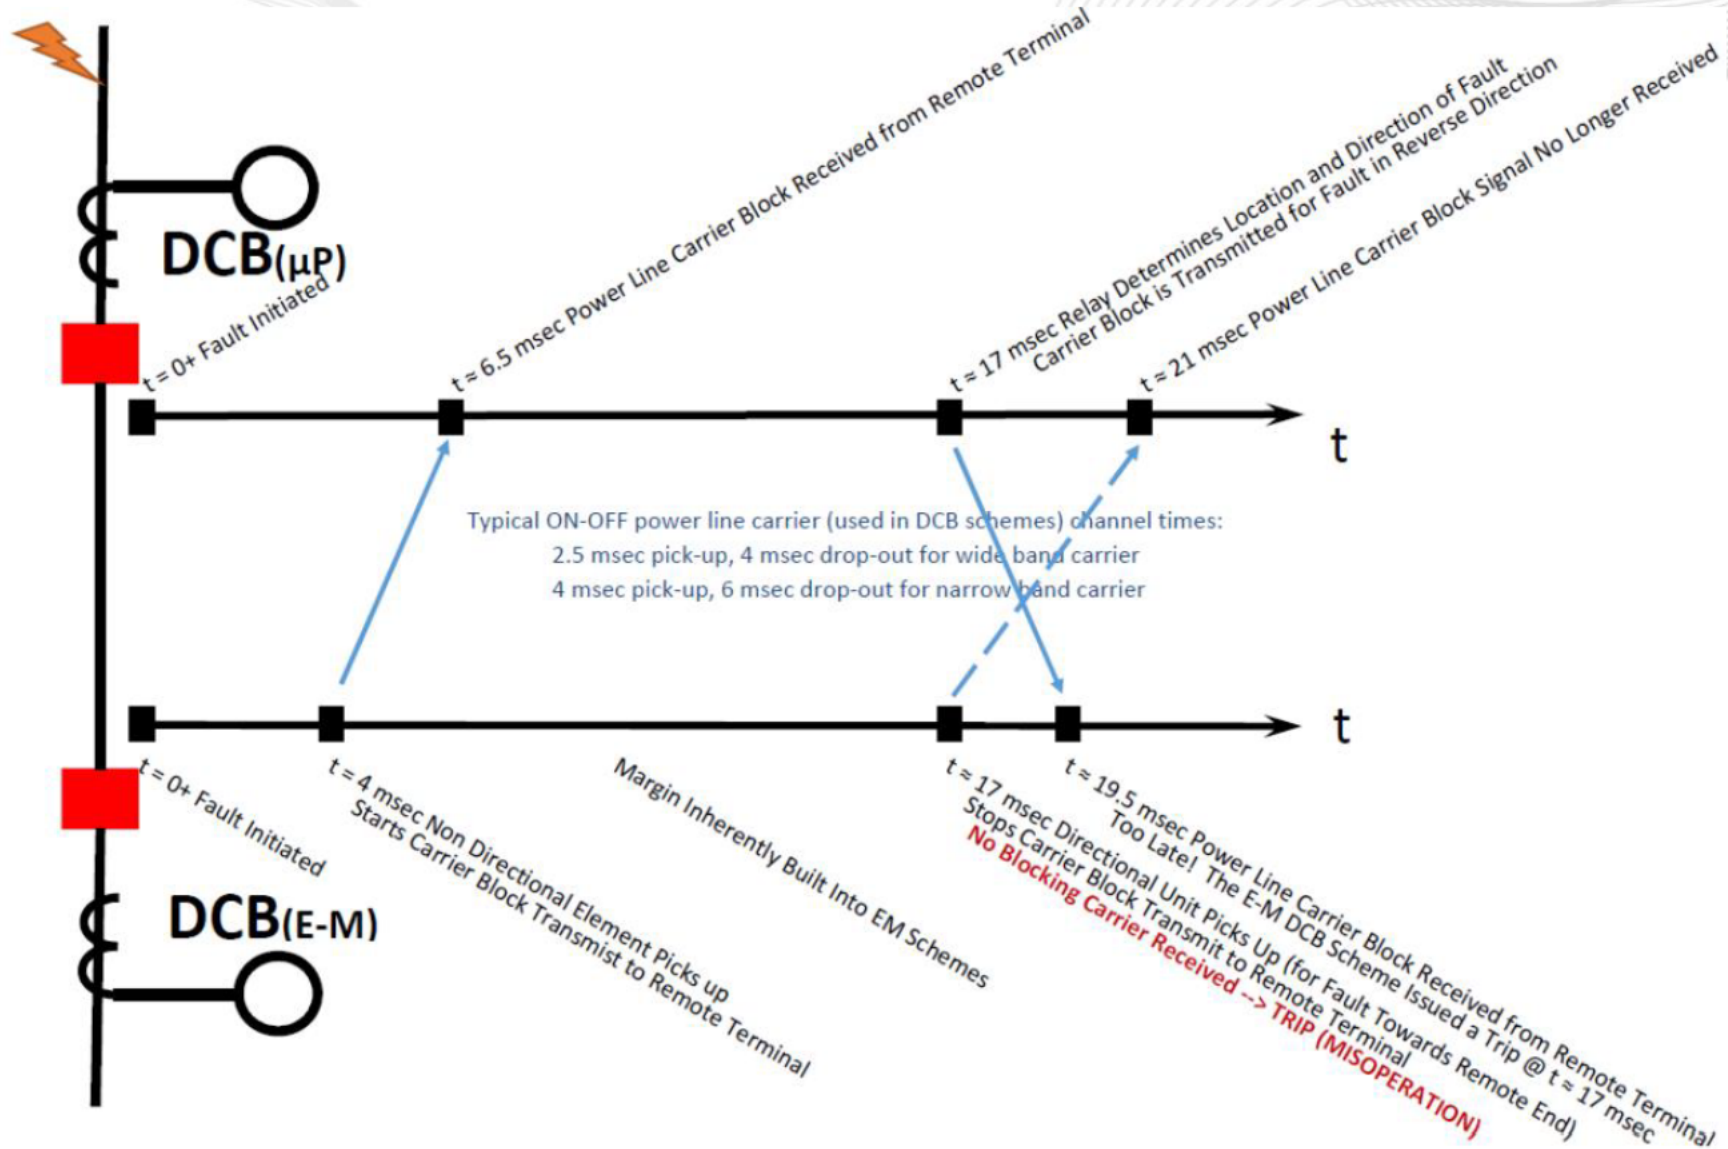 t = 0+ Fault Initiated
t ≈ 6.5 msec Power Line Carrier Block Received from Remote Terminal
t ≈ 17 msec Relay Determines Location and Direction of Fault
Carrier Block is Transmitted for Fault in Reverse Direction
t ≈ 21 msec Power Line Carrier Block Signal No Longer Received
DCB(µP)
t
Typical ON-OFF power line carrier (used in DCB schemes) channel times:
2.5 msec pick-up, 4 msec drop-out for wide band carrier
4 msec pick-up, 6 msec drop-out for narrow band carrier
t
t = 0+ Fault Initiated
t = 4 msec Non Directional Element Picks up
Starts Carrier Block Transmist to Remote Terminal
Margin Inherently Built Into EM Schemes
t ≈ 17 msec Directional Unit Picks Up (for Fault Towards Remote End)
Stops Carrier Block Transmit to Remote Terminal
No Blocking Carrier Received --> TRIP (MISOPERATION)
t ≈ 19.5 msec Power Line Carrier Block Received from Remote Terminal
Too Late! The E-M DCB Scheme Issued a Trip @ t ≈ 17 msec
DCB(E-M)